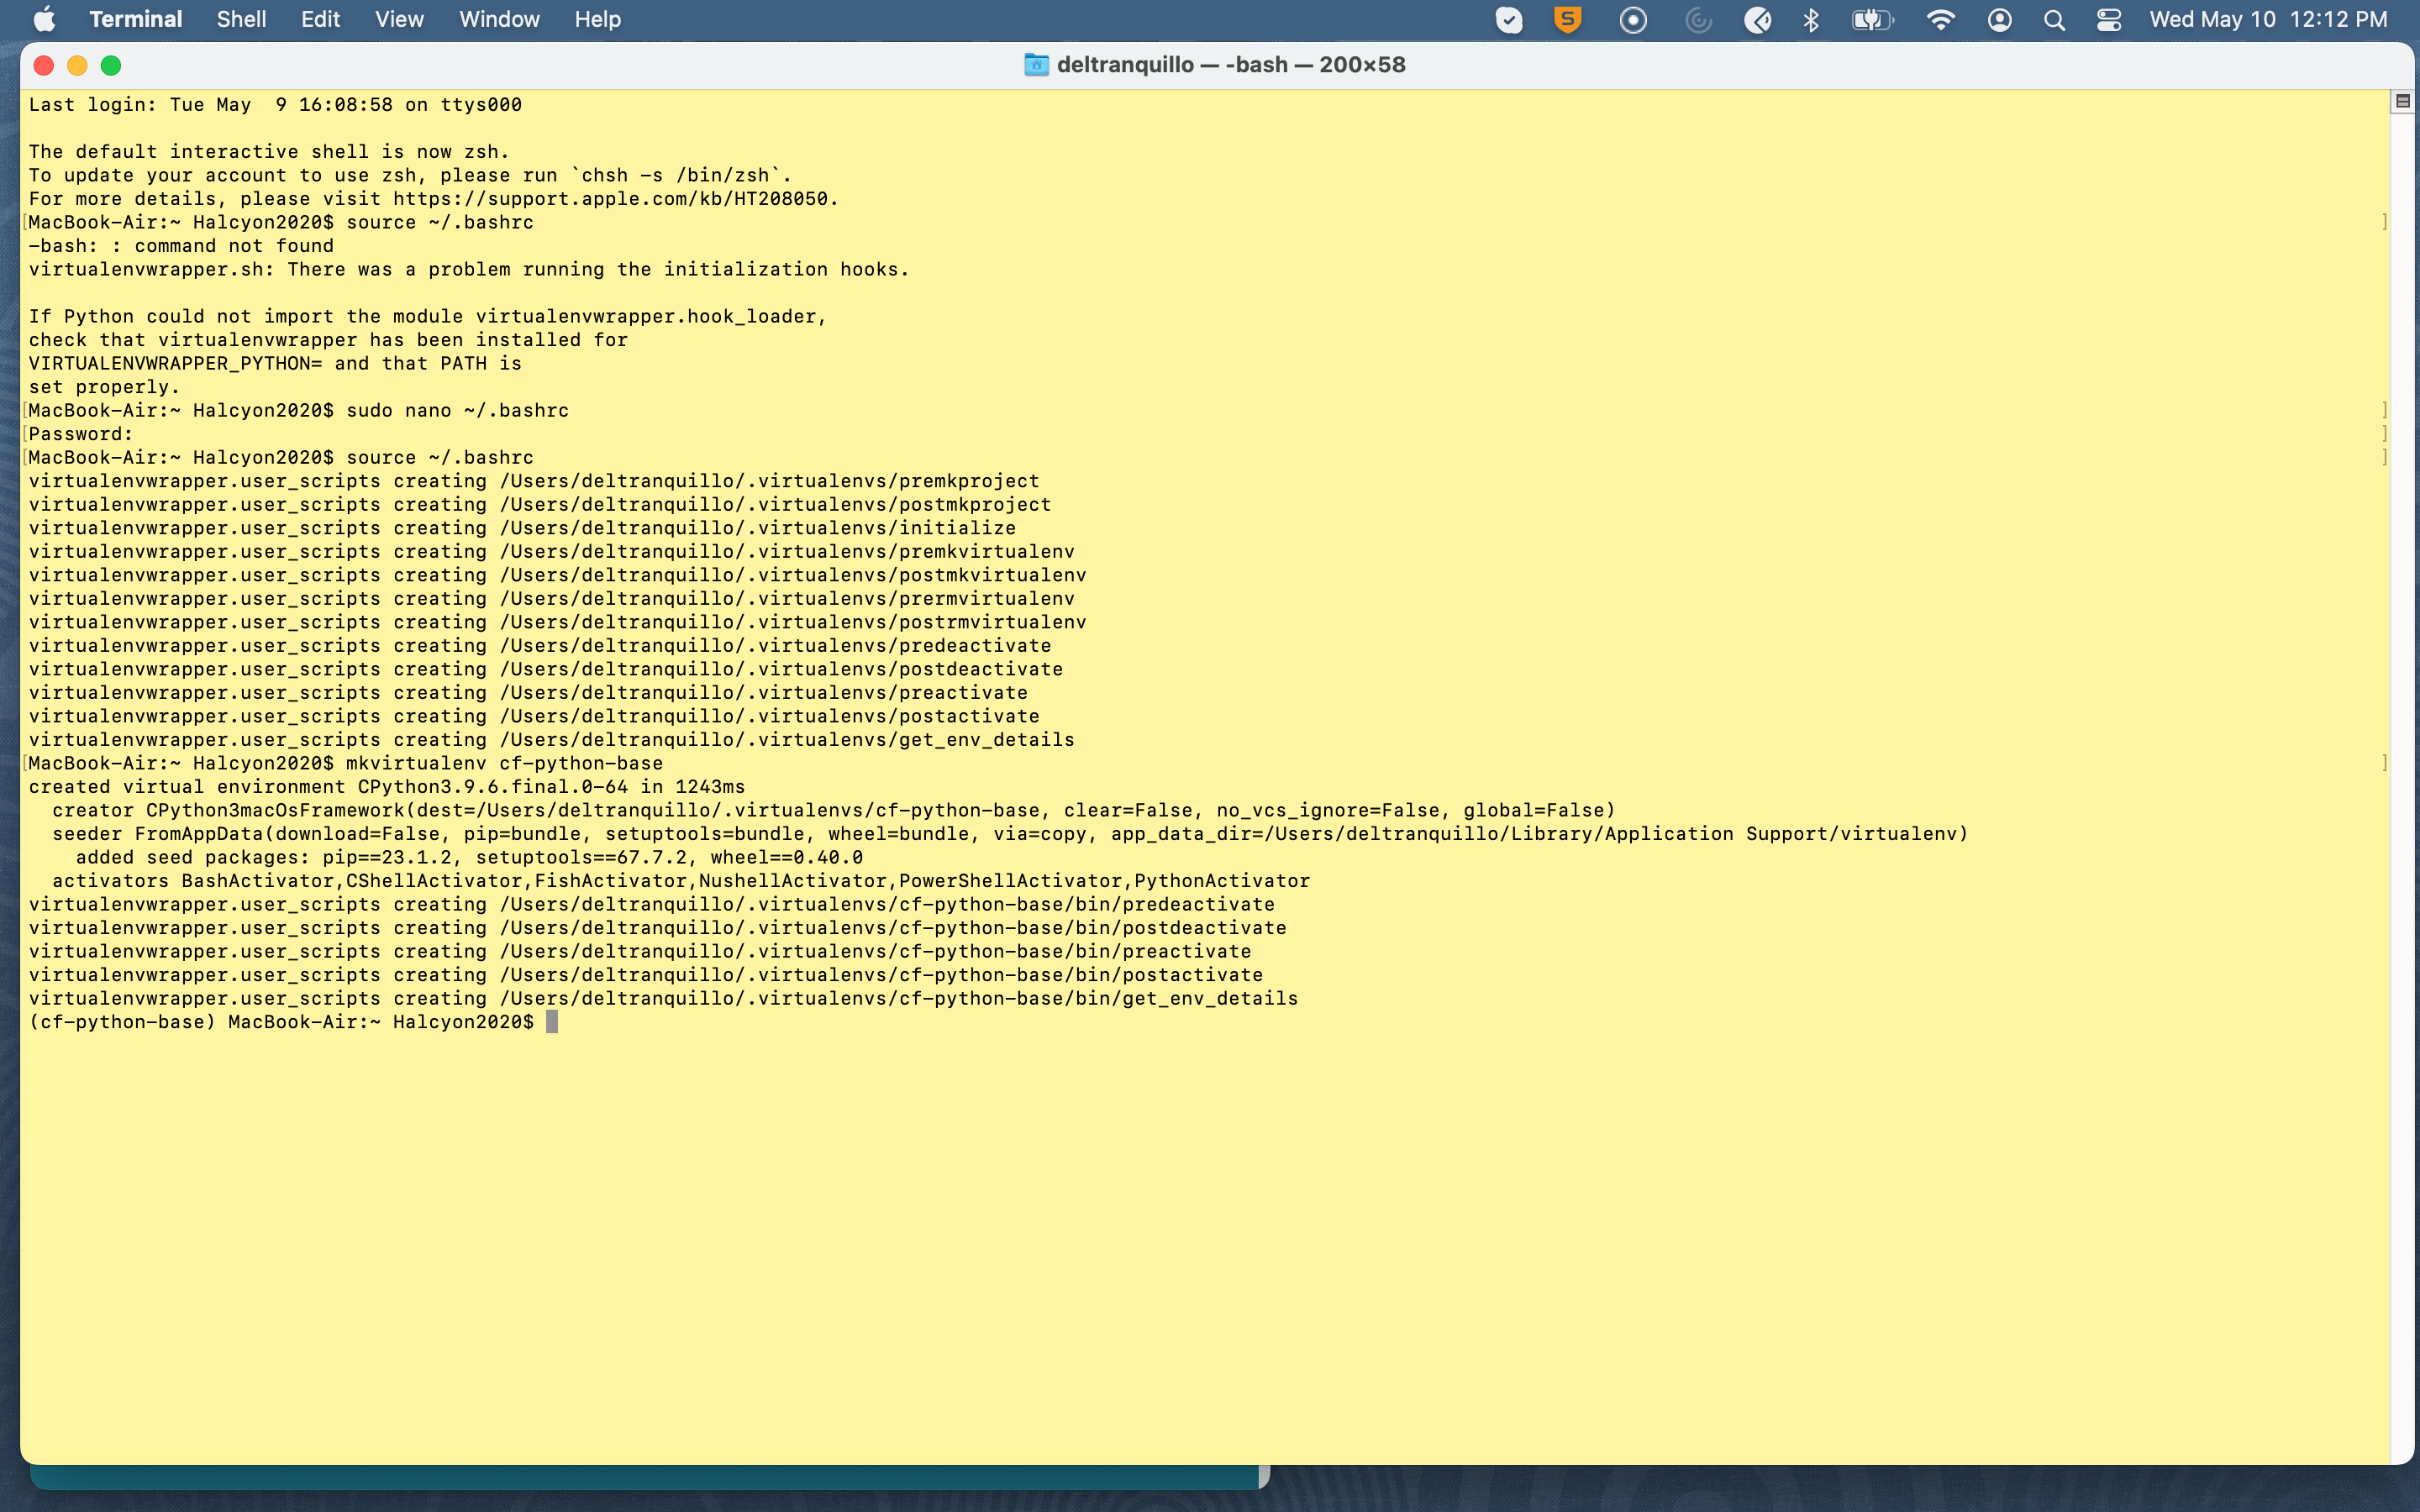 Terminal Shell Edit View Window Help S Wed May 10 12:12 PM
deltranquillo — -bash — 200×58
Last login: Tue May  9 16:08:58 on ttys000
The default interactive shell is now zsh.
To update your account to use zsh, please run `chsh -s /bin/zsh`.
For more details, please visit https://support.apple.com/kb/HT208050.
[MacBook-Air:~ Halcyon2020$ source ~/.bashrc ]
-bash: : command not found
virtualenvwrapper.sh: There was a problem running the initialization hooks.
If Python could not import the module virtualenvwrapper.hook_loader,
check that virtualenvwrapper has been installed for
VIRTUALENVWRAPPER_PYTHON= and that PATH is
set properly.
[MacBook-Air:~ Halcyon2020$ sudo nano ~/.bashrc ]
[Password: ]
[MacBook-Air:~ Halcyon2020$ source ~/.bashrc ]
virtualenvwrapper.user_scripts creating /Users/deltranquillo/.virtualenvs/premkproject
virtualenvwrapper.user_scripts creating /Users/deltranquillo/.virtualenvs/postmkproject
virtualenvwrapper.user_scripts creating /Users/deltranquillo/.virtualenvs/initialize
virtualenvwrapper.user_scripts creating /Users/deltranquillo/.virtualenvs/premkvirtualenv
virtualenvwrapper.user_scripts creating /Users/deltranquillo/.virtualenvs/postmkvirtualenv
virtualenvwrapper.user_scripts creating /Users/deltranquillo/.virtualenvs/prermvirtualenv
virtualenvwrapper.user_scripts creating /Users/deltranquillo/.virtualenvs/postrmvirtualenv
virtualenvwrapper.user_scripts creating /Users/deltranquillo/.virtualenvs/predeactivate
virtualenvwrapper.user_scripts creating /Users/deltranquillo/.virtualenvs/postdeactivate
virtualenvwrapper.user_scripts creating /Users/deltranquillo/.virtualenvs/preactivate
virtualenvwrapper.user_scripts creating /Users/deltranquillo/.virtualenvs/postactivate
virtualenvwrapper.user_scripts creating /Users/deltranquillo/.virtualenvs/get_env_details
[MacBook-Air:~ Halcyon2020$ mkvirtualenv cf-python-base ]
created virtual environment CPython3.9.6.final.0-64 in 1243ms
  creator CPython3macOsFramework(dest=/Users/deltranquillo/.virtualenvs/cf-python-base, clear=False, no_vcs_ignore=False, global=False)
  seeder FromAppData(download=False, pip=bundle, setuptools=bundle, wheel=bundle, via=copy, app_data_dir=/Users/deltranquillo/Library/Application Support/virtualenv)
    added seed packages: pip==23.1.2, setuptools==67.7.2, wheel==0.40.0
  activators BashActivator,CShellActivator,FishActivator,NushellActivator,PowerShellActivator,PythonActivator
virtualenvwrapper.user_scripts creating /Users/deltranquillo/.virtualenvs/cf-python-base/bin/predeactivate
virtualenvwrapper.user_scripts creating /Users/deltranquillo/.virtualenvs/cf-python-base/bin/postdeactivate
virtualenvwrapper.user_scripts creating /Users/deltranquillo/.virtualenvs/cf-python-base/bin/preactivate
virtualenvwrapper.user_scripts creating /Users/deltranquillo/.virtualenvs/cf-python-base/bin/postactivate
virtualenvwrapper.user_scripts creating /Users/deltranquillo/.virtualenvs/cf-python-base/bin/get_env_details
(cf-python-base) MacBook-Air:~ Halcyon2020$